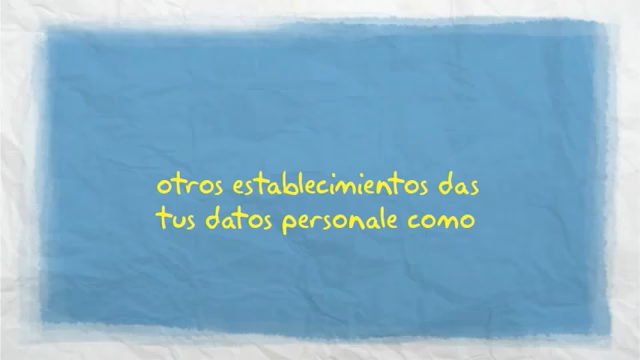 otros establecimientos das
tus datos personale como